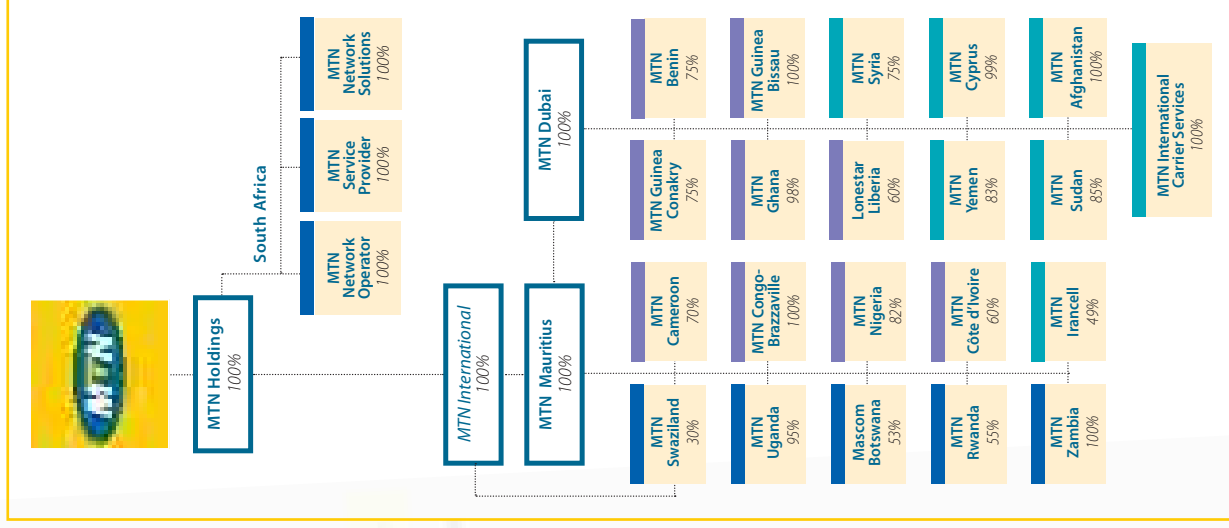 MTN
MTN Holdings
100%
South Africa
MTN
Network
Operator
100%
MTN
Service
Provider
100%
MTN
Network
Solutions
100%
MTN International
100%
MTN Mauritius
100%
MTN Dubai
100%
MTN
Swaziland
30%
MTN
Cameroon
70%
MTN Guinea
Conakry
75%
MTN
Benin
75%
MTN
Uganda
95%
MTN Congo-
Brazzaville
100%
MTN
Ghana
98%
MTN Guinea
Bissau
100%
Mascom
Botswana
53%
MTN
Nigeria
82%
Lonestar
Liberia
60%
MTN
Syria
75%
MTN
Rwanda
55%
MTN
Côte d’Ivoire
60%
MTN
Yemen
83%
MTN
Cyprus
99%
MTN
Zambia
100%
MTN
Irancell
49%
MTN
Sudan
85%
MTN
Afghanistan
100%
MTN International
Carrier Services
100%